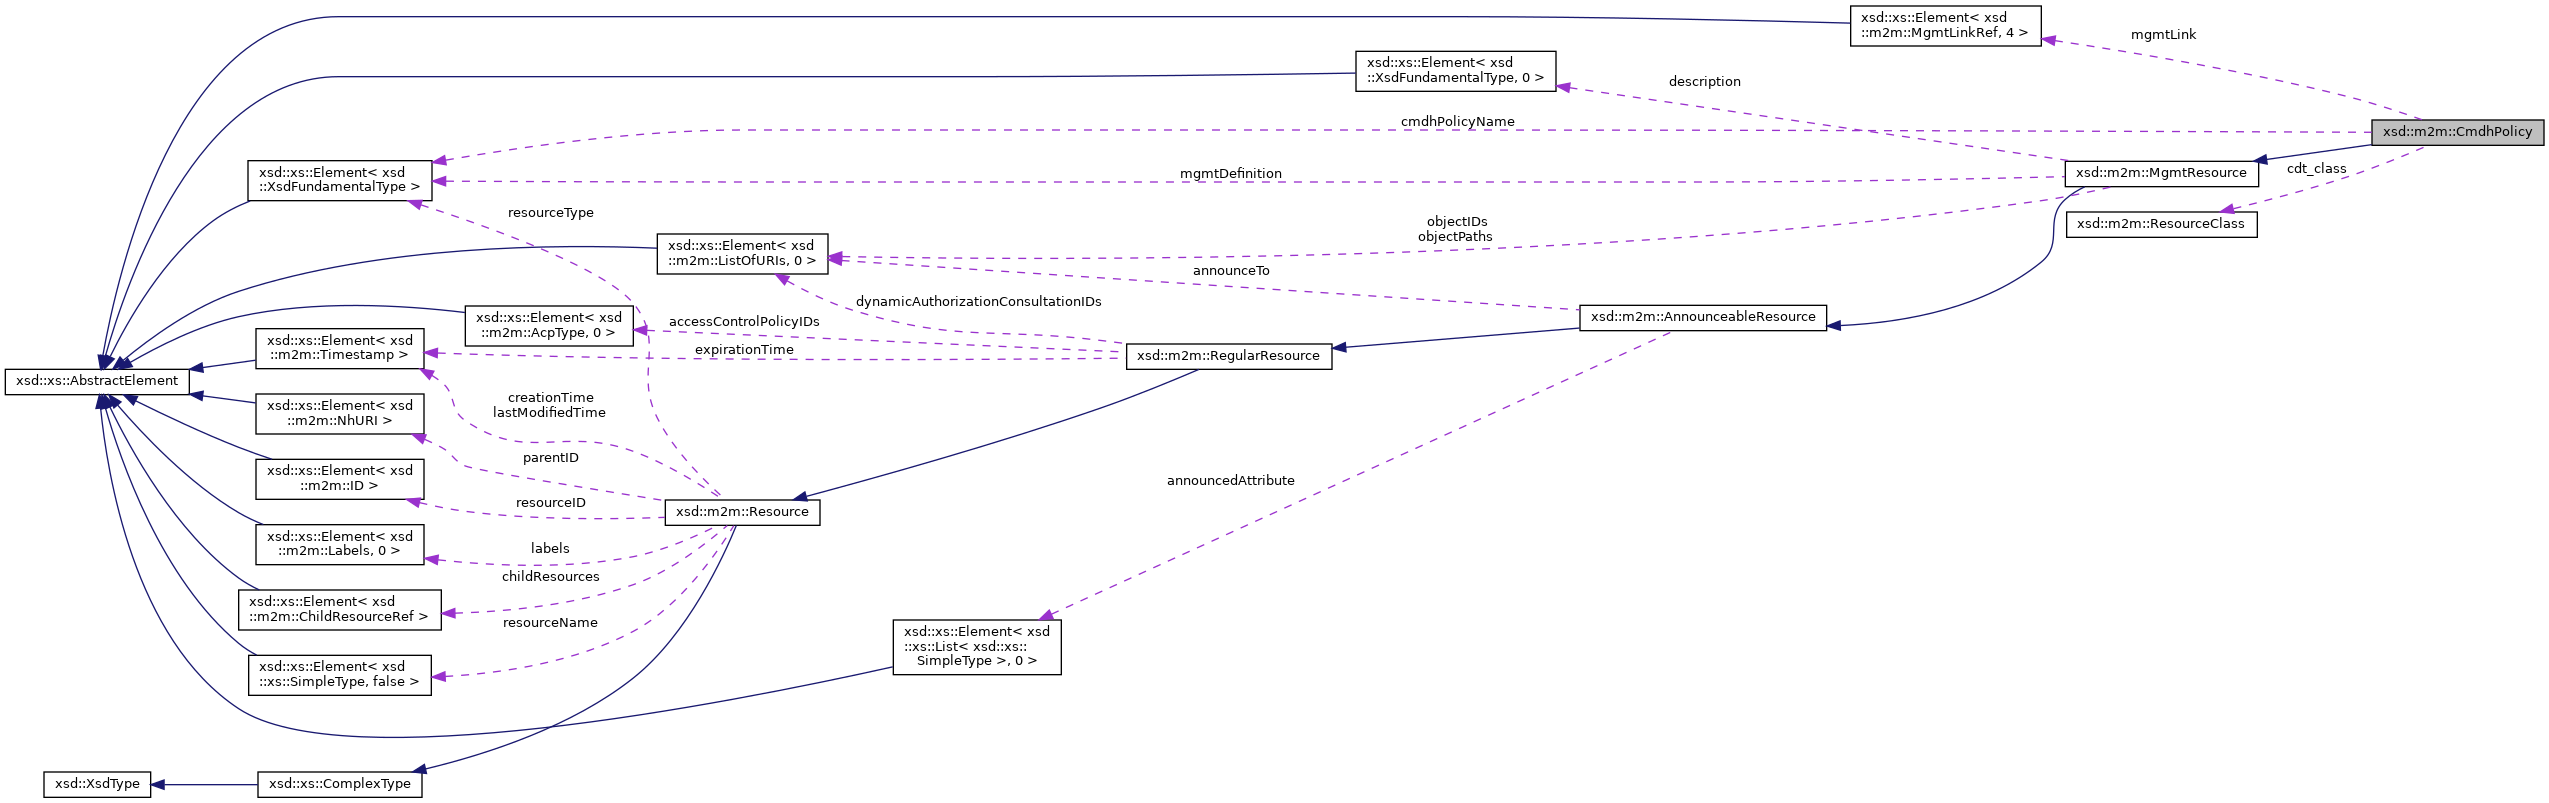 xsd::xs::Element< xsd
::m2m::MgmtLinkRef, 4 >
mgmtLink
xsd::xs::Element< xsd
::XsdFundamentalType, 0 >
description
cmdhPolicyName
xsd::m2m::CmdhPolicy
xsd::xs::Element< xsd
::XsdFundamentalType >
mgmtDefinition
xsd::m2m::MgmtResource
cdt_class
resourceType
objectIDs
objectPaths
xsd::m2m::ResourceClass
xsd::xs::Element< xsd
::m2m::ListOfURIs, 0 >
announceTo
dynamicAuthorizationConsultationIDs
xsd::xs::Element< xsd
::m2m::AcpType, 0 >
accessControlPolicyIDs
xsd::m2m::AnnounceableResource
xsd::xs::Element< xsd
::m2m::Timestamp >
expirationTime
xsd::m2m::RegularResource
xsd::xs::AbstractElement
creationTime
lastModifiedTime
xsd::xs::Element< xsd
::m2m::NhURI >
parentID
xsd::xs::Element< xsd
::m2m::ID >
announcedAttribute
resourceID
xsd::m2m::Resource
xsd::xs::Element< xsd
::m2m::Labels, 0 >
labels
childResources
xsd::xs::Element< xsd
::m2m::ChildResourceRef >
resourceName
xsd::xs::Element< xsd
::xs::List< xsd::xs::
SimpleType >, 0 >
xsd::xs::Element< xsd
::xs::SimpleType, false >
xsd::XsdType
xsd::xs::ComplexType